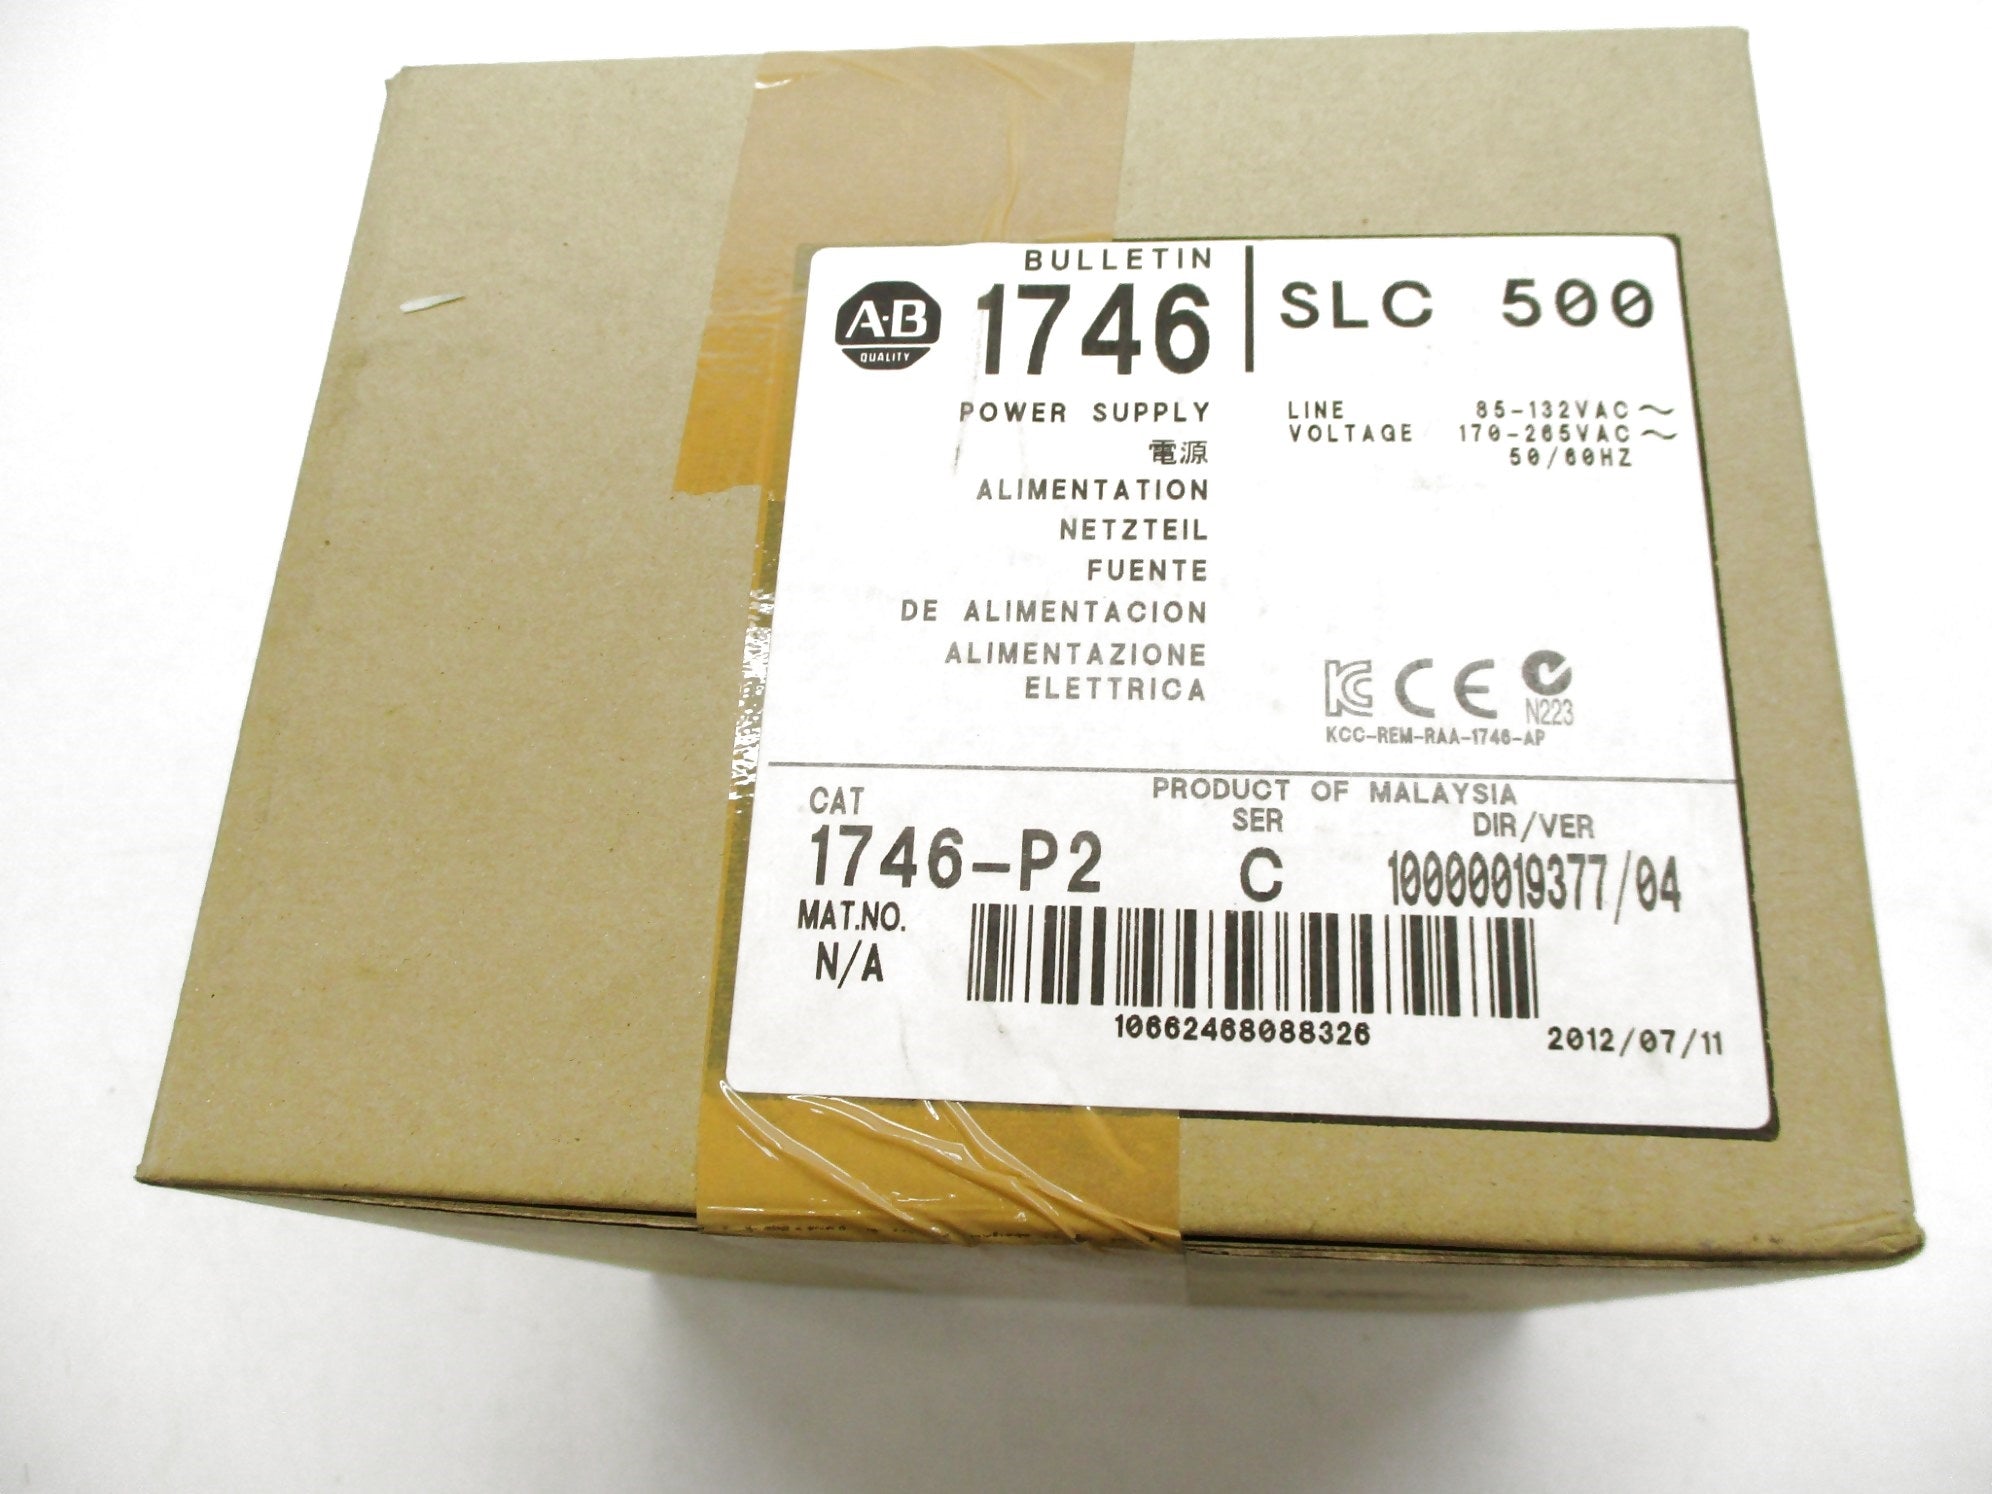 BULLETIN
A-B
QUALITY
1746
SLC 500
POWER SUPPLY
電源
ALIMENTATION
NETZTEIL
FUENTE
DE ALIMENTACION
ALIMENTAZIONE
ELETTRICA
LINE 85-132VAC ~
VOLTAGE 170-265VAC ~
50/60HZ
KC CE N223
KCC-REM-RAA-1746-AP
PRODUCT OF MALAYSIA
CAT SER DIR/VER
1746-P2 C 10000019377/04
MAT.NO.
N/A
10662468088326
2012/07/11